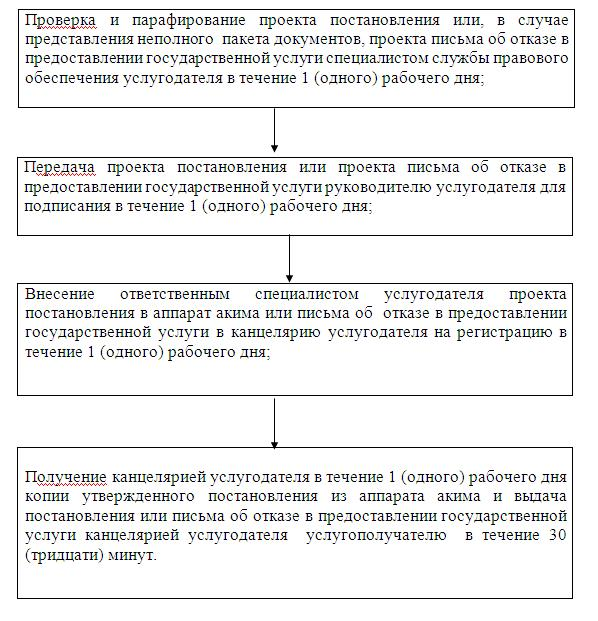 Проверка и парафирование проекта постановления или, в случае
представления неполного пакета документов, проекта письма об отказе в
предоставлении государственной услуги специалистом службы правового
обеспечения услугодателя в течение 1 (одного) рабочего дня;
Передача проекта постановления или проекта письма об отказе в
предоставлении государственной услуги руководителю услугодателя для
подписания в течение 1 (одного) рабочего дня;
Внесение ответственным специалистом услугодателя проекта
постановления в аппарат акима или письма об отказе в предоставлении
государственной услуги в канцелярию услугодателя на регистрацию в
течение 1 (одного) рабочего дня;
Получение канцелярией услугодателя в течение 1 (одного) рабочего дня
копии утвержденного постановления из аппарата акима и выдача
постановления или письма об отказе в предоставлении государственной
услуги канцелярией услугодателя услугополучателю в течение 30
(тридцати) минут.